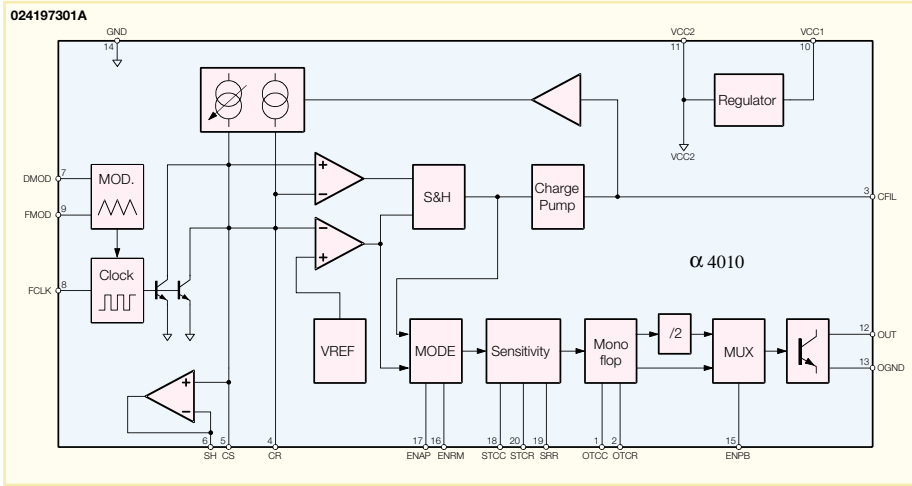 024197301A
GND
14
VCC2
11
VCC1
10
Regulator
VCC2
DMOD
7
MOD.
FMOD
9
+
−
S&H
Charge
Pump
3
CFIL
−
+
α 4010
FCLK
8
Clock
VREF
MODE
Sensitivity
Mono
flop
/2
MUX
12
OUT
13
OGND
+
−
6
5
4
17
16
18
20
19
1
2
15
SH
CS
CR
ENAP
ENRM
STCC
STCR
SRR
OTCC
OTCR
ENPB